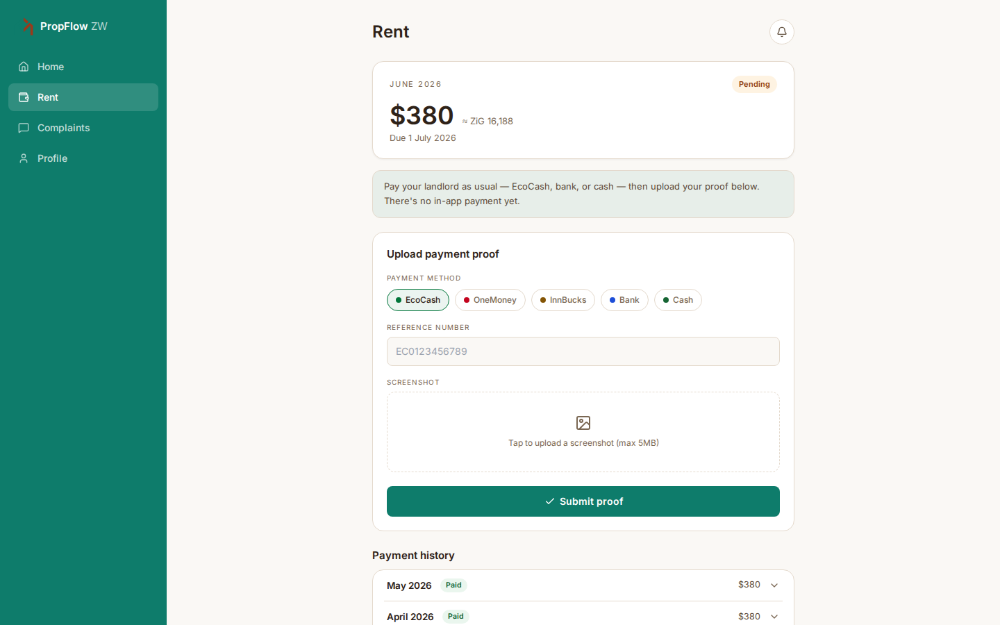 PropFlow ZW
Home
Rent
Complaints
Profile
Rent
JUNE 2026
Pending
$380 ≈ ZiG 16,188
Due 1 July 2026
Pay your landlord as usual — EcoCash, bank, or cash — then upload your proof below.
There's no in-app payment yet.
Upload payment proof
PAYMENT METHOD
EcoCash OneMoney InnBucks Bank Cash
REFERENCE NUMBER
EC0123456789
SCREENSHOT
Tap to upload a screenshot (max 5MB)
Submit proof
Payment history
May 2026 Paid $380
April 2026 Paid $380